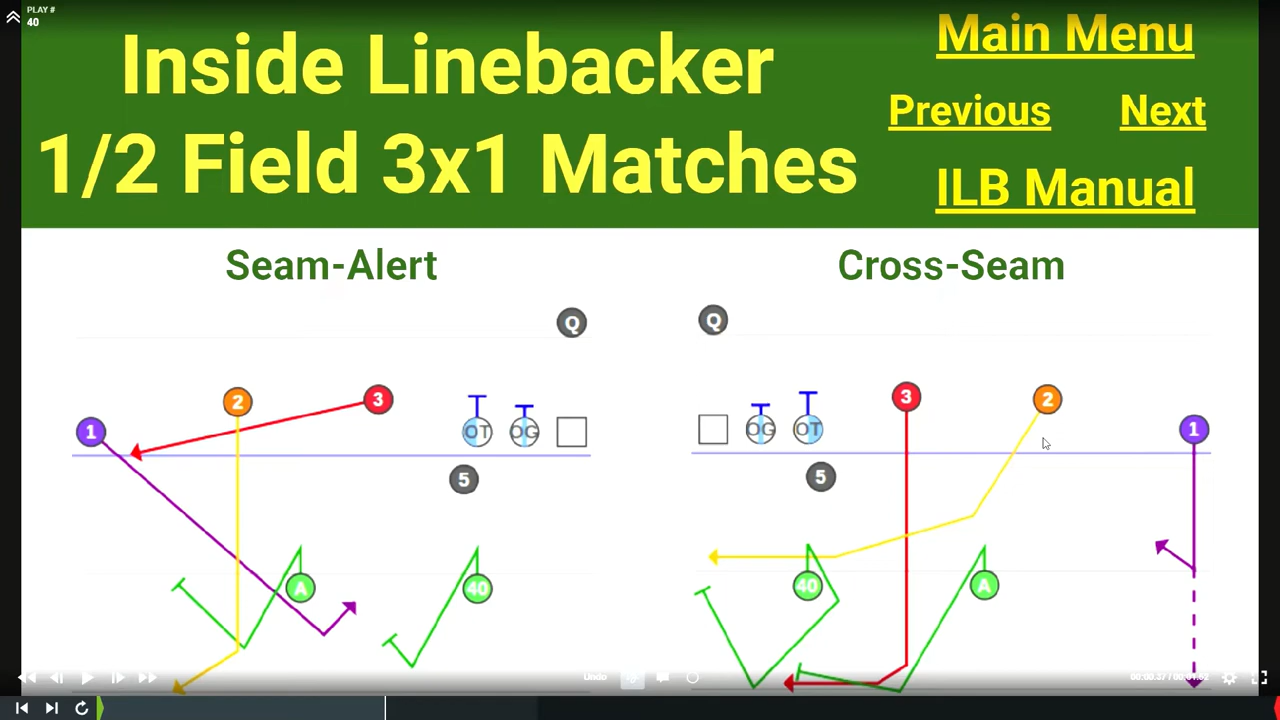 PLAY #
40
Inside Linebacker
1/2 Field 3x1 Matches
Main Menu
Previous Next
ILB Manual
Seam-Alert
Cross-Seam
Q
1 2 3 OT OG
5
A 40
Q
OG OT 3 2 1
5
40 A
Undo